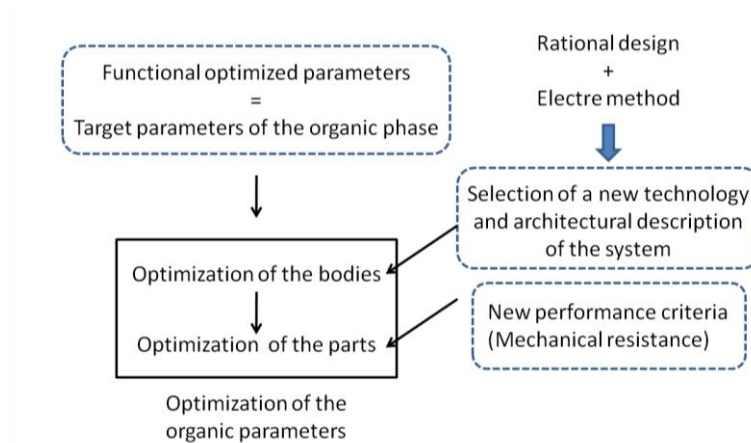 Functional optimized parameters
=
Target parameters of the organic phase
Rational design
+
Electre method
Selection of a new technology
and architectural description
of the system
Optimization of the bodies
Optimization of the parts
New performance criteria
(Mechanical resistance)
Optimization of the
organic parameters